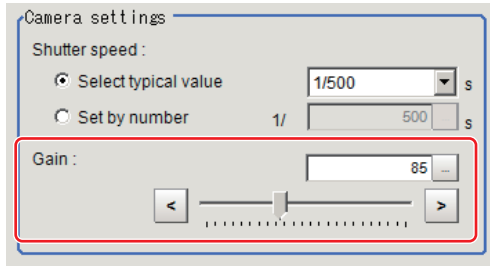 Camera settings
Shutter speed :
Select typical value 1/500 s
Set by number 1/ 500 ... s
Gain : 85 ...
< >